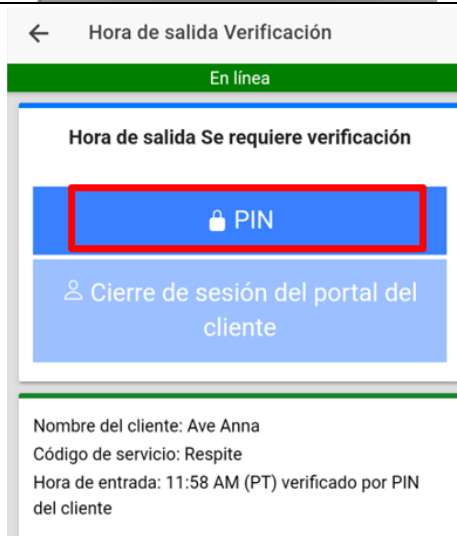 Hora de salida Verificación
En línea
Hora de salida Se requiere verificación
PIN
Cierre de sesión del portal del
cliente
Nombre del cliente: Ave Anna
Código de servicio: Respite
Hora de entrada: 11:58 AM (PT) verificado por PIN
del cliente